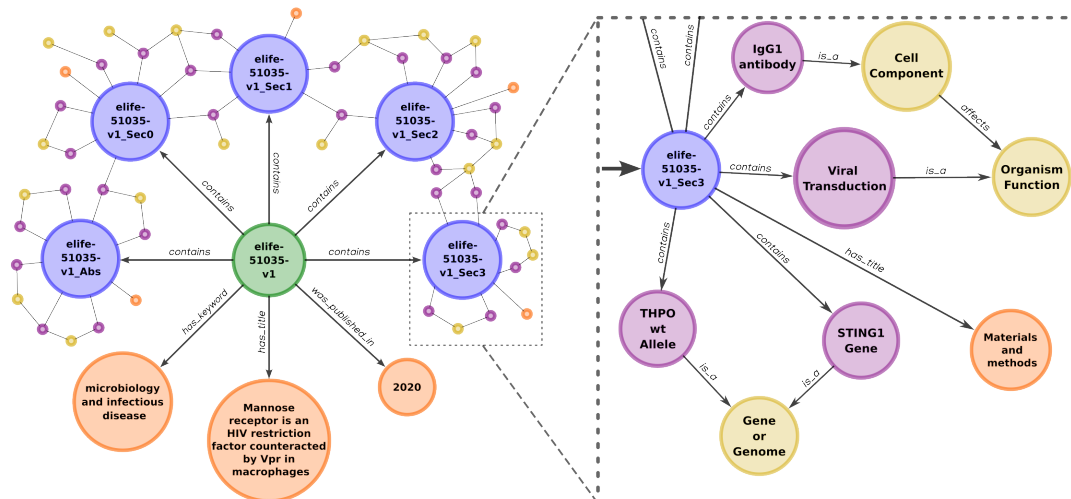 elife-
51035-
v1_Sec0
elife-
51035-
v1_Sec1
elife-
51035-
v1_Sec2
elife-
51035-
v1_Abs
elife-
51035-
v1
elife-
51035-
v1_Sec3
contains
contains
contains
contains
contains
has_keyword
has_title
was_published_in
microbiology
and infectious
disease
Mannose
receptor is an
HIV restriction
factor counteracted
by Vpr in
macrophages
2020
contains
contains
contains
IgG1
antibody
is_a
Cell
Component
affects
elife-
51035-
v1_Sec3
contains
Viral
Transduction
is_a
Organism
Function
contains
contains
has_title
THPO
wt
Allele
STING1
Gene
Materials
and
methods
is_a
is_a
Gene
or
Genome